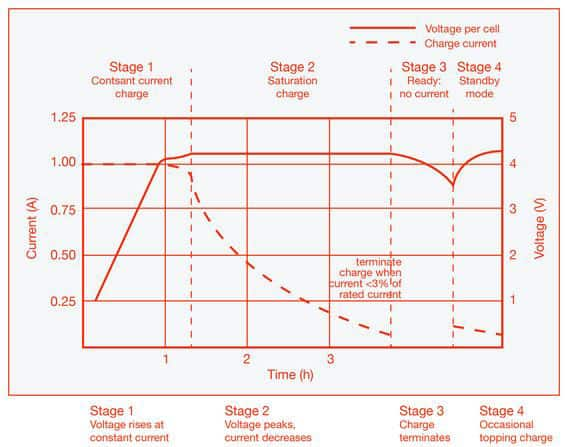 Voltage per cell
Charge current
Stage 1
Contsant current
charge
Stage 2
Saturation
charge
Stage 3
Ready:
no current
Stage 4
Standby
mode
1.25
1.00
0.75
0.50
0.25
Current (A)
5
4
3
2
1
Voltage (V)
terminate
charge when
current <3% of
rated current
1
2
3
Time (h)
Stage 1
Voltage rises at
constant current
Stage 2
Voltage peaks,
current decreases
Stage 3
Charge
terminates
Stage 4
Occasional
topping charge